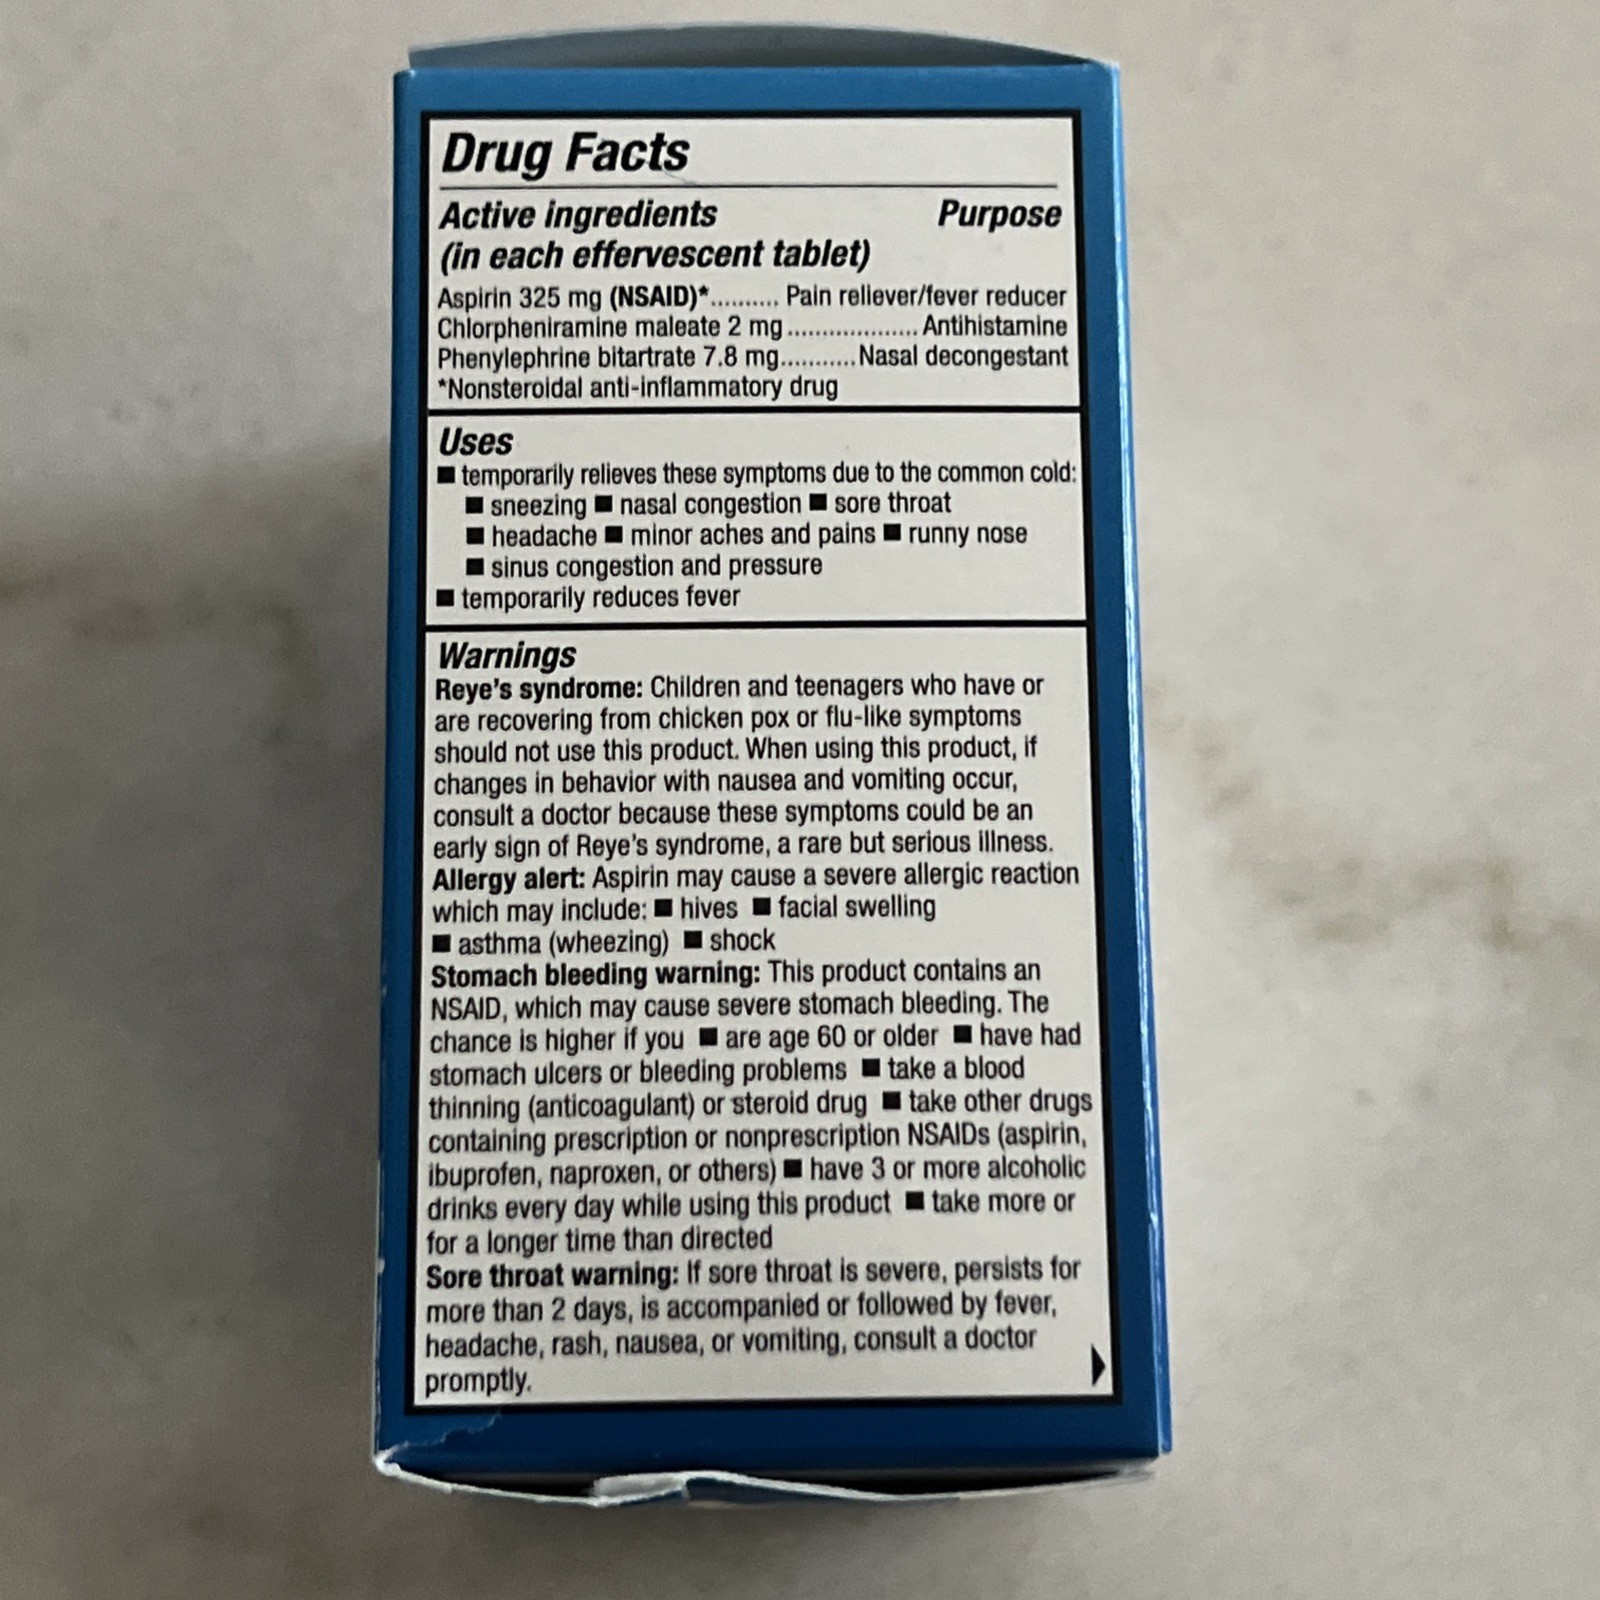 Drug Facts
Active ingredients Purpose
(in each effervescent tablet)
Aspirin 325 mg (NSAID)*.......... Pain reliever/fever reducer
Chlorpheniramine maleate 2 mg................... Antihistamine
Phenylephrine bitartrate 7.8 mg...........Nasal decongestant
*Nonsteroidal anti-inflammatory drug
Uses
■ temporarily relieves these symptoms due to the common cold:
■ sneezing ■ nasal congestion ■ sore throat
■ headache ■ minor aches and pains ■ runny nose
■ sinus congestion and pressure
■ temporarily reduces fever
Warnings
Reye's syndrome: Children and teenagers who have or
are recovering from chicken pox or flu-like symptoms
should not use this product. When using this product, if
changes in behavior with nausea and vomiting occur,
consult a doctor because these symptoms could be an
early sign of Reye's syndrome, a rare but serious illness.
Allergy alert: Aspirin may cause a severe allergic reaction
which may include: ■ hives ■ facial swelling
■ asthma (wheezing) ■ shock
Stomach bleeding warning: This product contains an
NSAID, which may cause severe stomach bleeding. The
chance is higher if you ■ are age 60 or older ■ have had
stomach ulcers or bleeding problems ■ take a blood
thinning (anticoagulant) or steroid drug ■ take other drugs
containing prescription or nonprescription NSAIDs (aspirin,
ibuprofen, naproxen, or others) ■ have 3 or more alcoholic
drinks every day while using this product ■ take more or
for a longer time than directed
Sore throat warning: If sore throat is severe, persists for
more than 2 days, is accompanied or followed by fever,
headache, rash, nausea, or vomiting, consult a doctor
promptly.